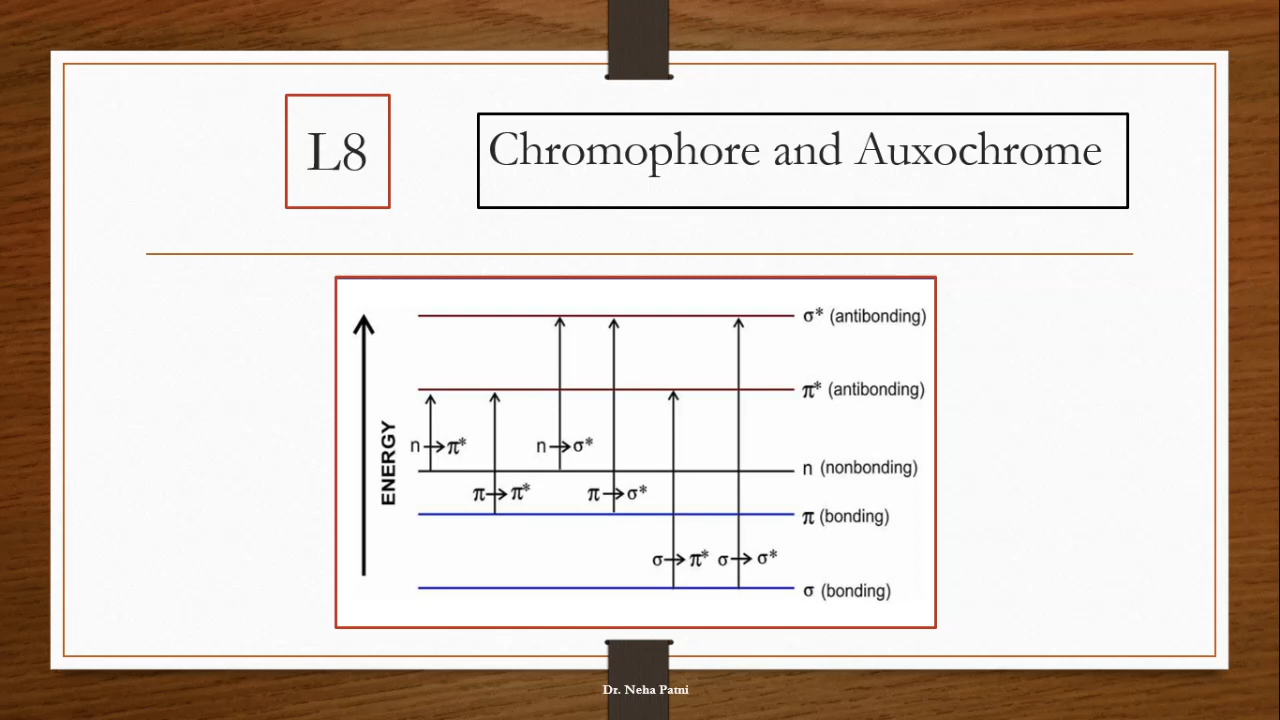 L8
Chromophore and Auxochrome
σ* (antibonding)
π* (antibonding)
ENERGY
n→π*
n→σ*
n (nonbonding)
π→π*
π→σ*
π (bonding)
σ→π*
σ→σ*
σ (bonding)
Dr. Neha Patni